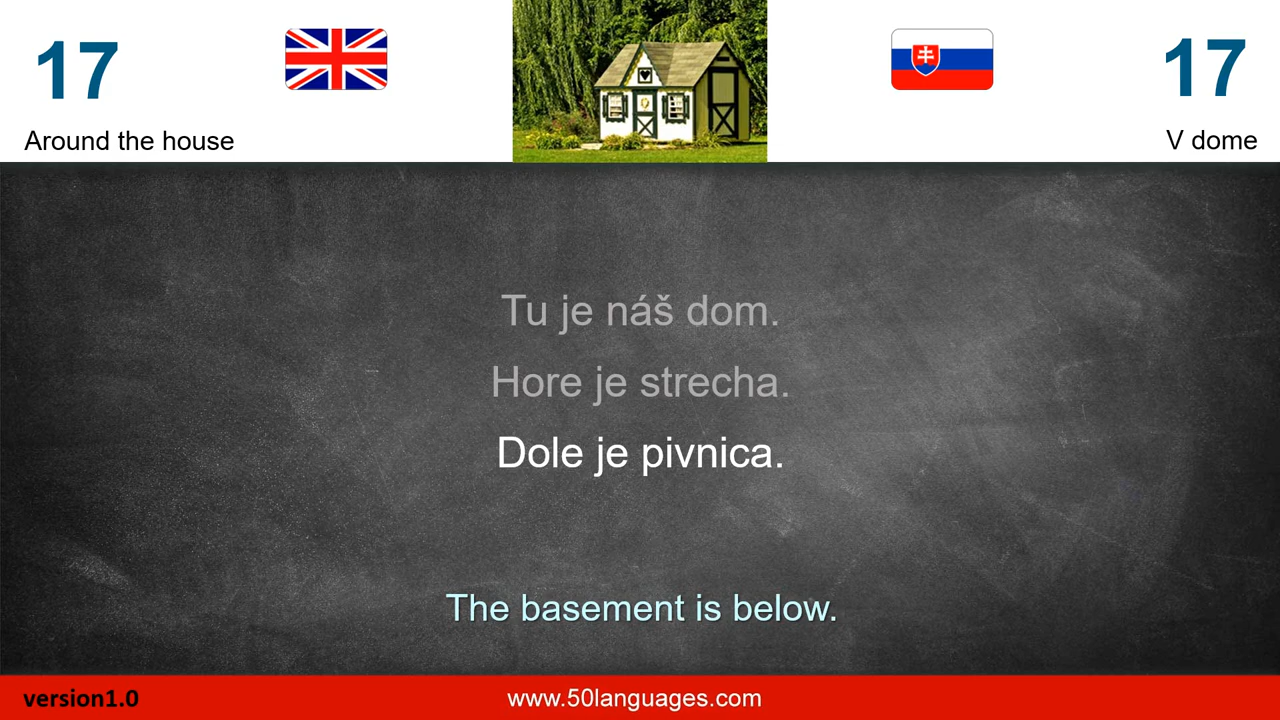 17
17
Around the house
V dome
Tu je náš dom.
Hore je strecha.
Dole je pivnica.
The basement is below.
version1.0
www.50languages.com